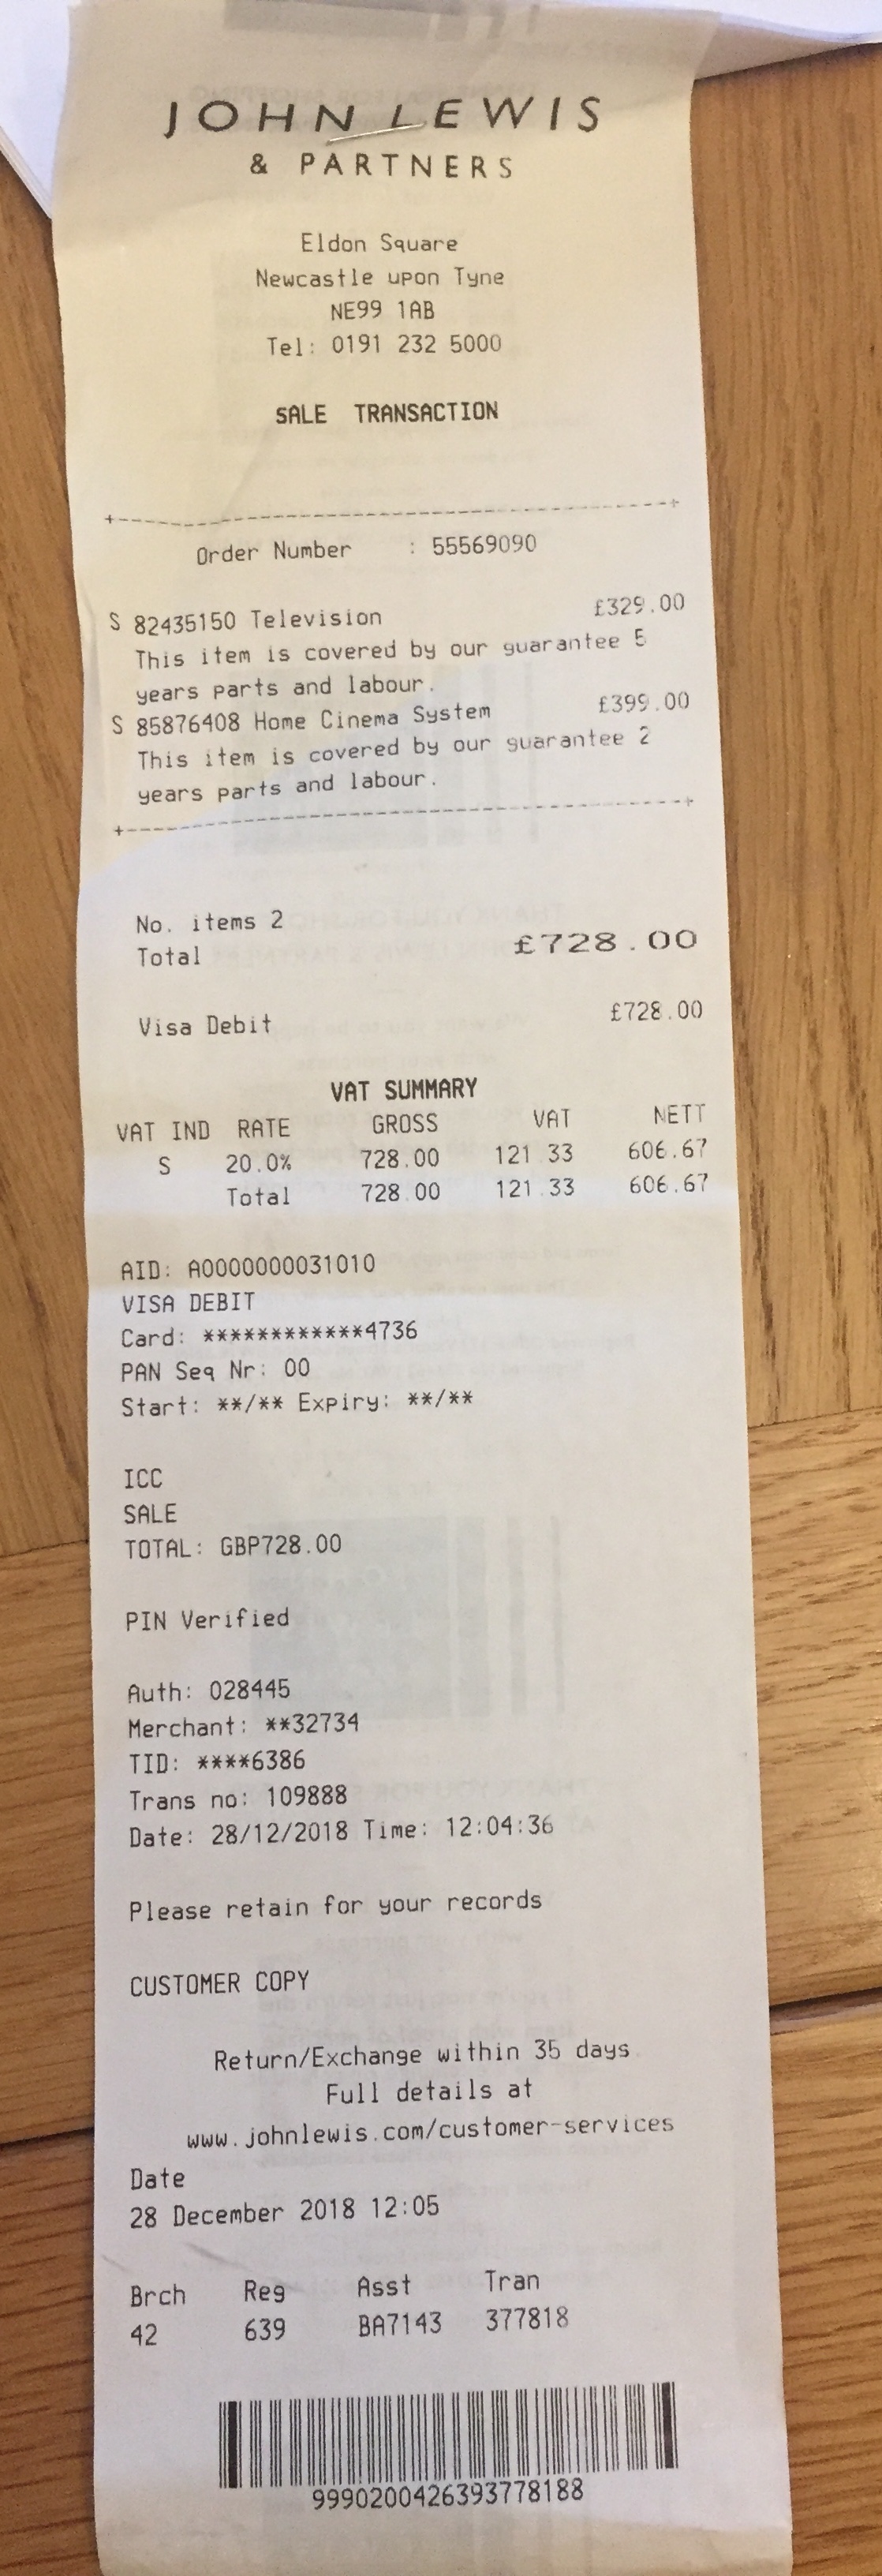 JOHN LEWIS
& PARTNERS
Eldon Square
Newcastle upon Tyne
NE99 1AB
Tel: 0191 232 5000
SALE TRANSACTION
Order Number : 55569090
S 82435150 Television £329.00
This item is covered by our guarantee 5
years parts and labour.
S 85876408 Home Cinema System £399.00
This item is covered by our guarantee 2
years parts and labour.
No. items 2
Total £728.00
Visa Debit £728.00
VAT SUMMARY
VAT IND RATE GROSS VAT NETT
S 20.0% 728.00 121.33 606.67
Total 728.00 121.33 606.67
AID: A0000000031010
VISA DEBIT
Card: ************4736
PAN Seq Nr: 00
Start: **/** Expiry: **/**
ICC
SALE
TOTAL: GBP728.00
PIN Verified
Auth: 028445
Merchant: **32734
TID: ****6386
Trans no: 109888
Date: 28/12/2018 Time: 12:04:36
Please retain for your records
CUSTOMER COPY
Return/Exchange within 35 days
Full details at
www.johnlewis.com/customer-services
Date
28 December 2018 12:05
Brch Reg Asst Tran
42 639 BA7143 377818
9990200426393778188